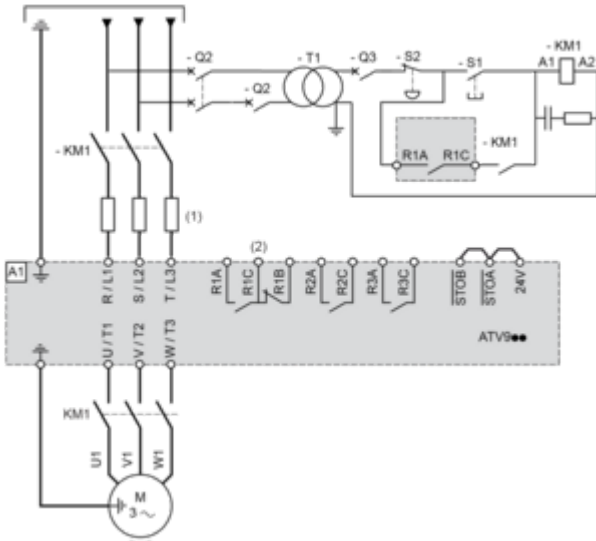 - Q2
- T1
- Q3
- S2
- S1
- KM1
A1
A2
- Q2
- KM1
R1A
R1C
- KM1
(1)
(2)
A1
R / L1
S / L2
T / L3
R1A
R1C
R1B
R2A
R2C
R3A
R3C
STOB
STOA
24V
U / T1
V / T2
W / T3
ATV9●●
KM1
U1
V1
W1
M
3 ~